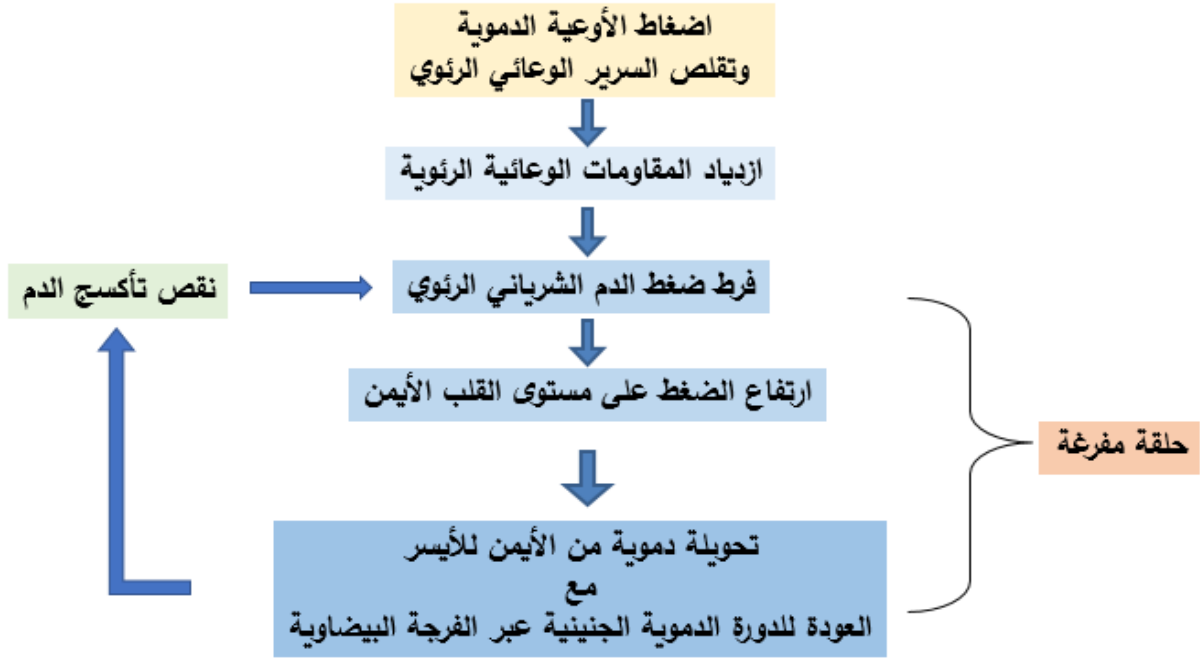 اضغاط الأوعية الدموية
وتقلص السرير الوعائي الرئوي
ازدياد المقاومات الوعائية الرئوية
فرط ضغط الدم الشرياني الرئوي
نقص تأكسج الدم
ارتفاع الضغط على مستوى القلب الأيمن
حلقة مفرغة
تحويلة دموية من الأيمن للأيسر
مع
العودة للدورة الدموية الجنينية عبر الفرجة البيضاوية